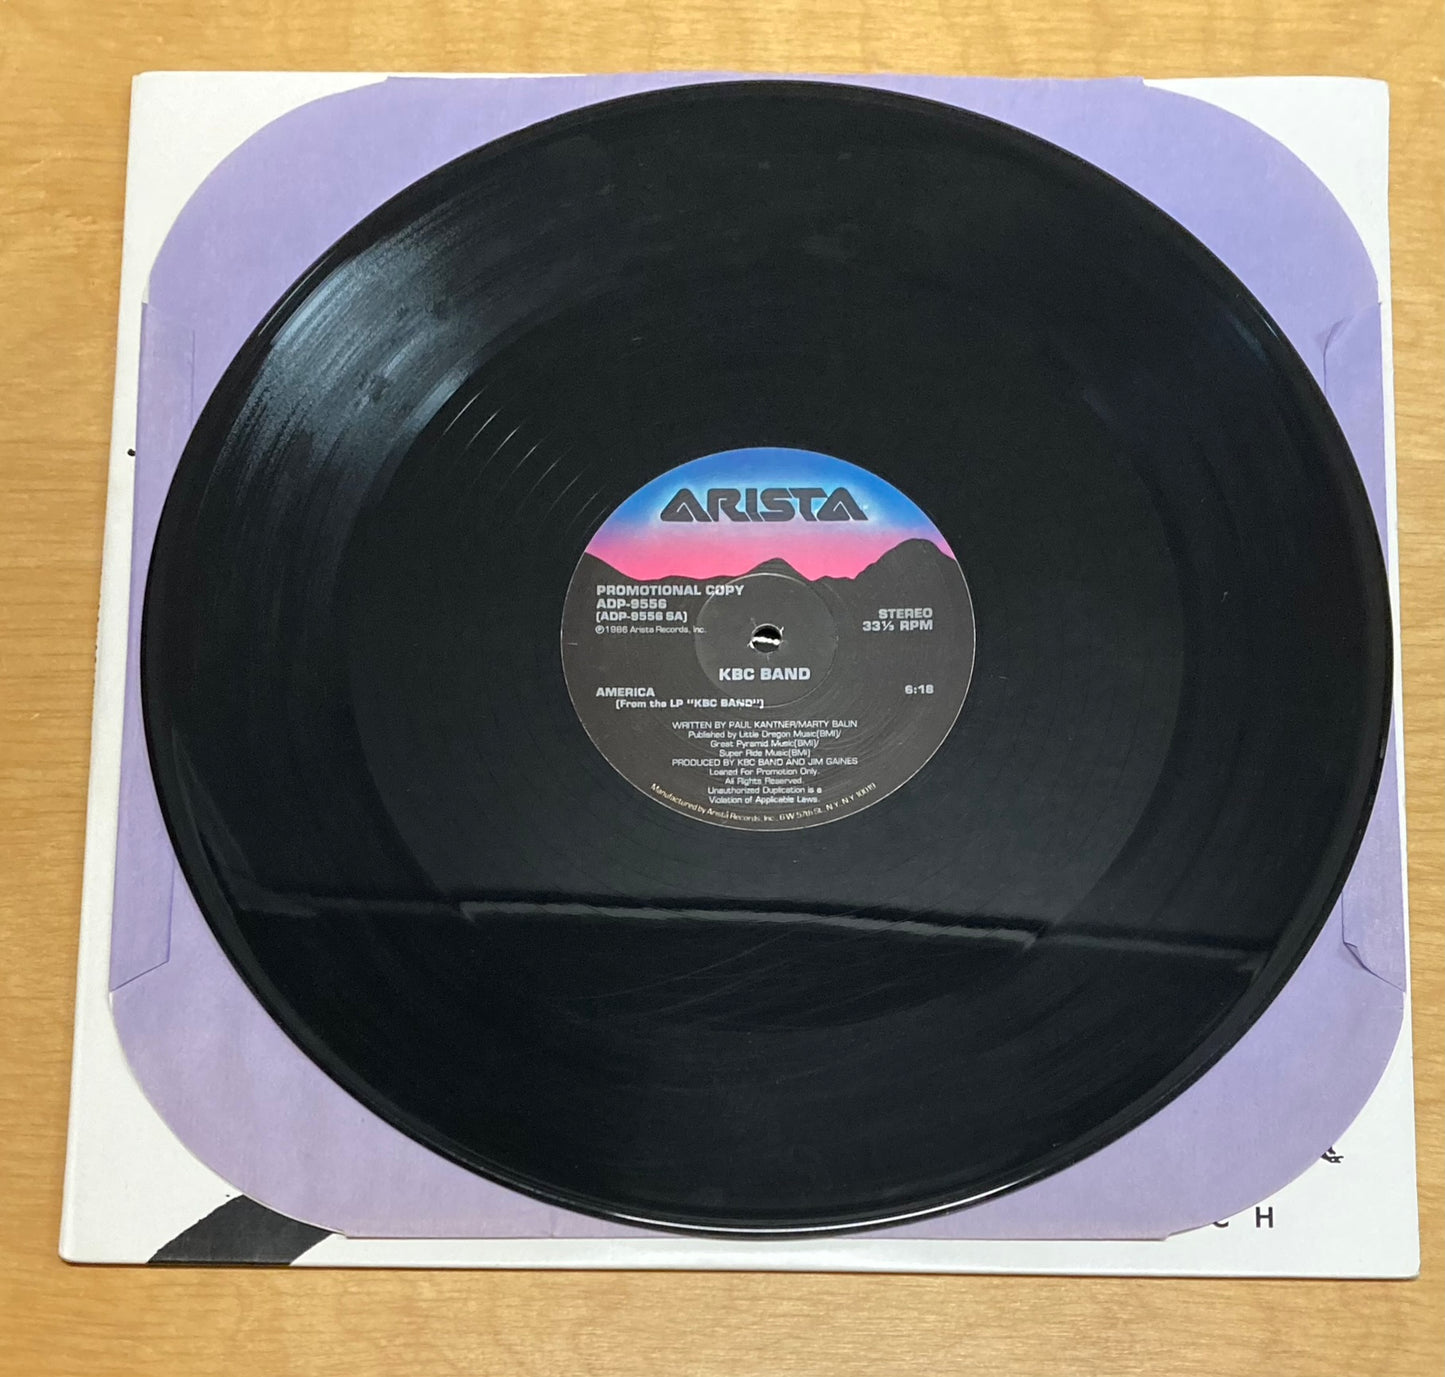 ARISTA
PROMOTIONAL COPY
ADP-9556
(ADP-9556 SA)
℗1986 Arista Records, Inc.
STEREO
33⅓ RPM
KBC BAND
AMERICA 6:18
(From the LP "KBC BAND")
WRITTEN BY PAUL KANTNER/MARTY BALIN
Published by Little Dragon Music(BMI)/
Great Pyramid Music(BMI)/
Super Ride Music(BMI)
PRODUCED BY KBC BAND AND JIM GAINES
Loaned For Promotion Only.
All Rights Reserved.
Unauthorized Duplication is a
Violation of Applicable Laws.
Manufactured by Arista Records, Inc., 6 W 57th St., N.Y., N.Y. 10019
C H